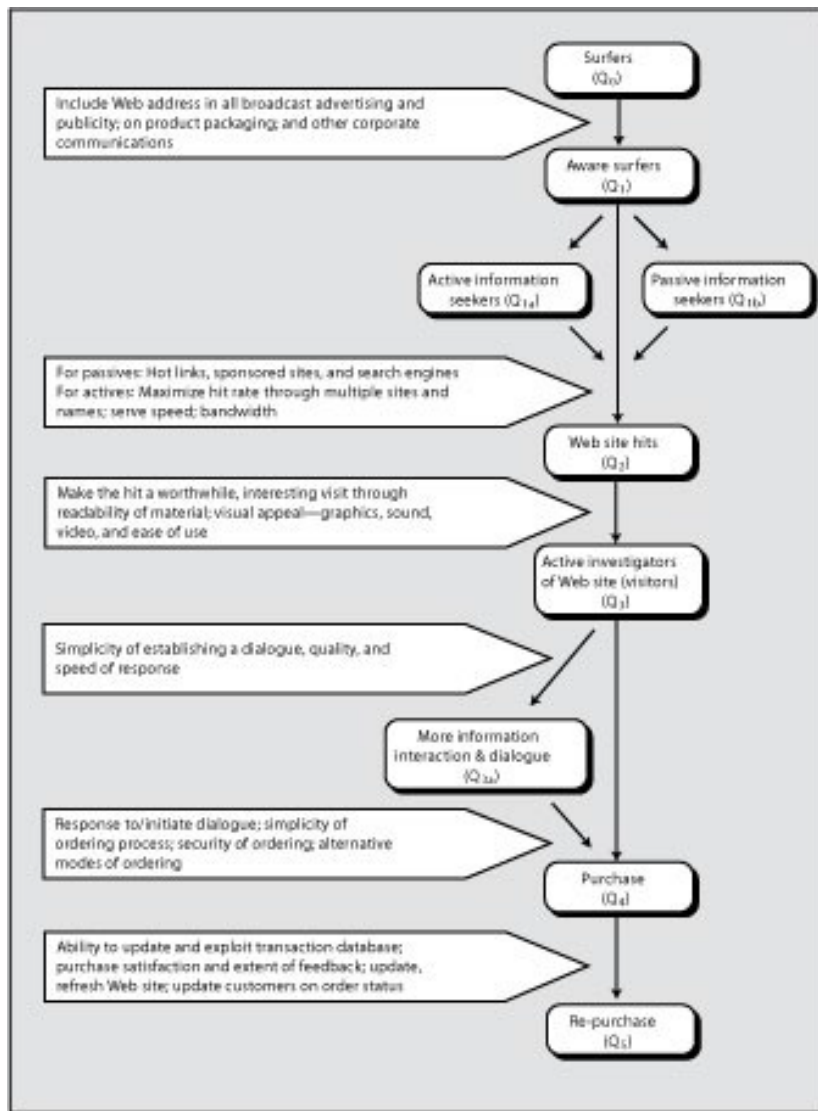 Surfers
(Q0)
Include Web address in all broadcast advertising and
publicity; on product packaging; and other corporate
communications
Aware surfers
(Q1)
Active information
seekers (Q1a)
Passive information
seekers (Q1b)
For passives: Hot links, sponsored sites, and search engines
For actives: Maximize hit rate through multiple sites and
names; serve speed; bandwidth
Web site hits
(Q2)
Make the hit a worthwhile, interesting visit through
readability of material; visual appeal—graphics, sound,
video, and ease of use
Active investigators
of Web site (visitors)
(Q3)
Simplicity of establishing a dialogue, quality, and
speed of response
More information
interaction & dialogue
(Q3a)
Response to/initiate dialogue; simplicity of
ordering process; security of ordering; alternative
modes of ordering
Purchase
(Q4)
Ability to update and exploit transaction database;
purchase satisfaction and extent of feedback; update,
refresh Web site; update customers on order status
Re-purchase
(Q5)